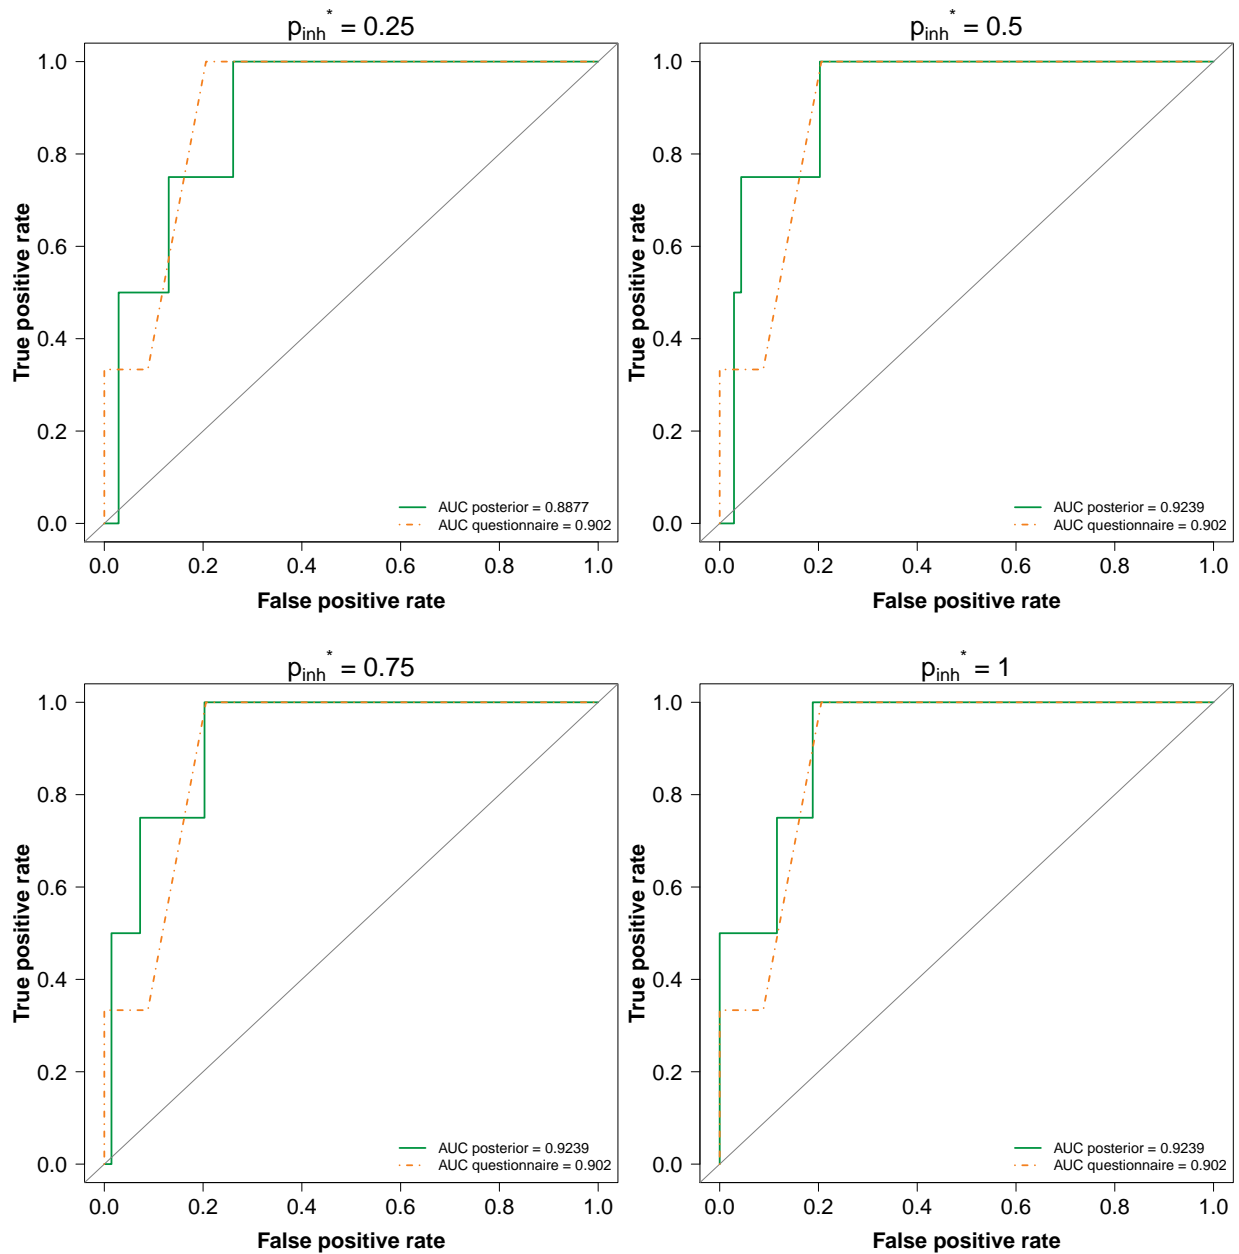 p_inh^* = 0.25
1.0
0.8
0.6
0.4
0.2
0.0
True positive rate
AUC posterior = 0.8877
AUC questionnaire = 0.902
0.0 0.2 0.4 0.6 0.8 1.0
False positive rate
p_inh^* = 0.5
1.0
0.8
0.6
0.4
0.2
0.0
True positive rate
AUC posterior = 0.9239
AUC questionnaire = 0.902
0.0 0.2 0.4 0.6 0.8 1.0
False positive rate
p_inh^* = 0.75
1.0
0.8
0.6
0.4
0.2
0.0
True positive rate
AUC posterior = 0.9239
AUC questionnaire = 0.902
0.0 0.2 0.4 0.6 0.8 1.0
False positive rate
p_inh^* = 1
1.0
0.8
0.6
0.4
0.2
0.0
True positive rate
AUC posterior = 0.9239
AUC questionnaire = 0.902
0.0 0.2 0.4 0.6 0.8 1.0
False positive rate